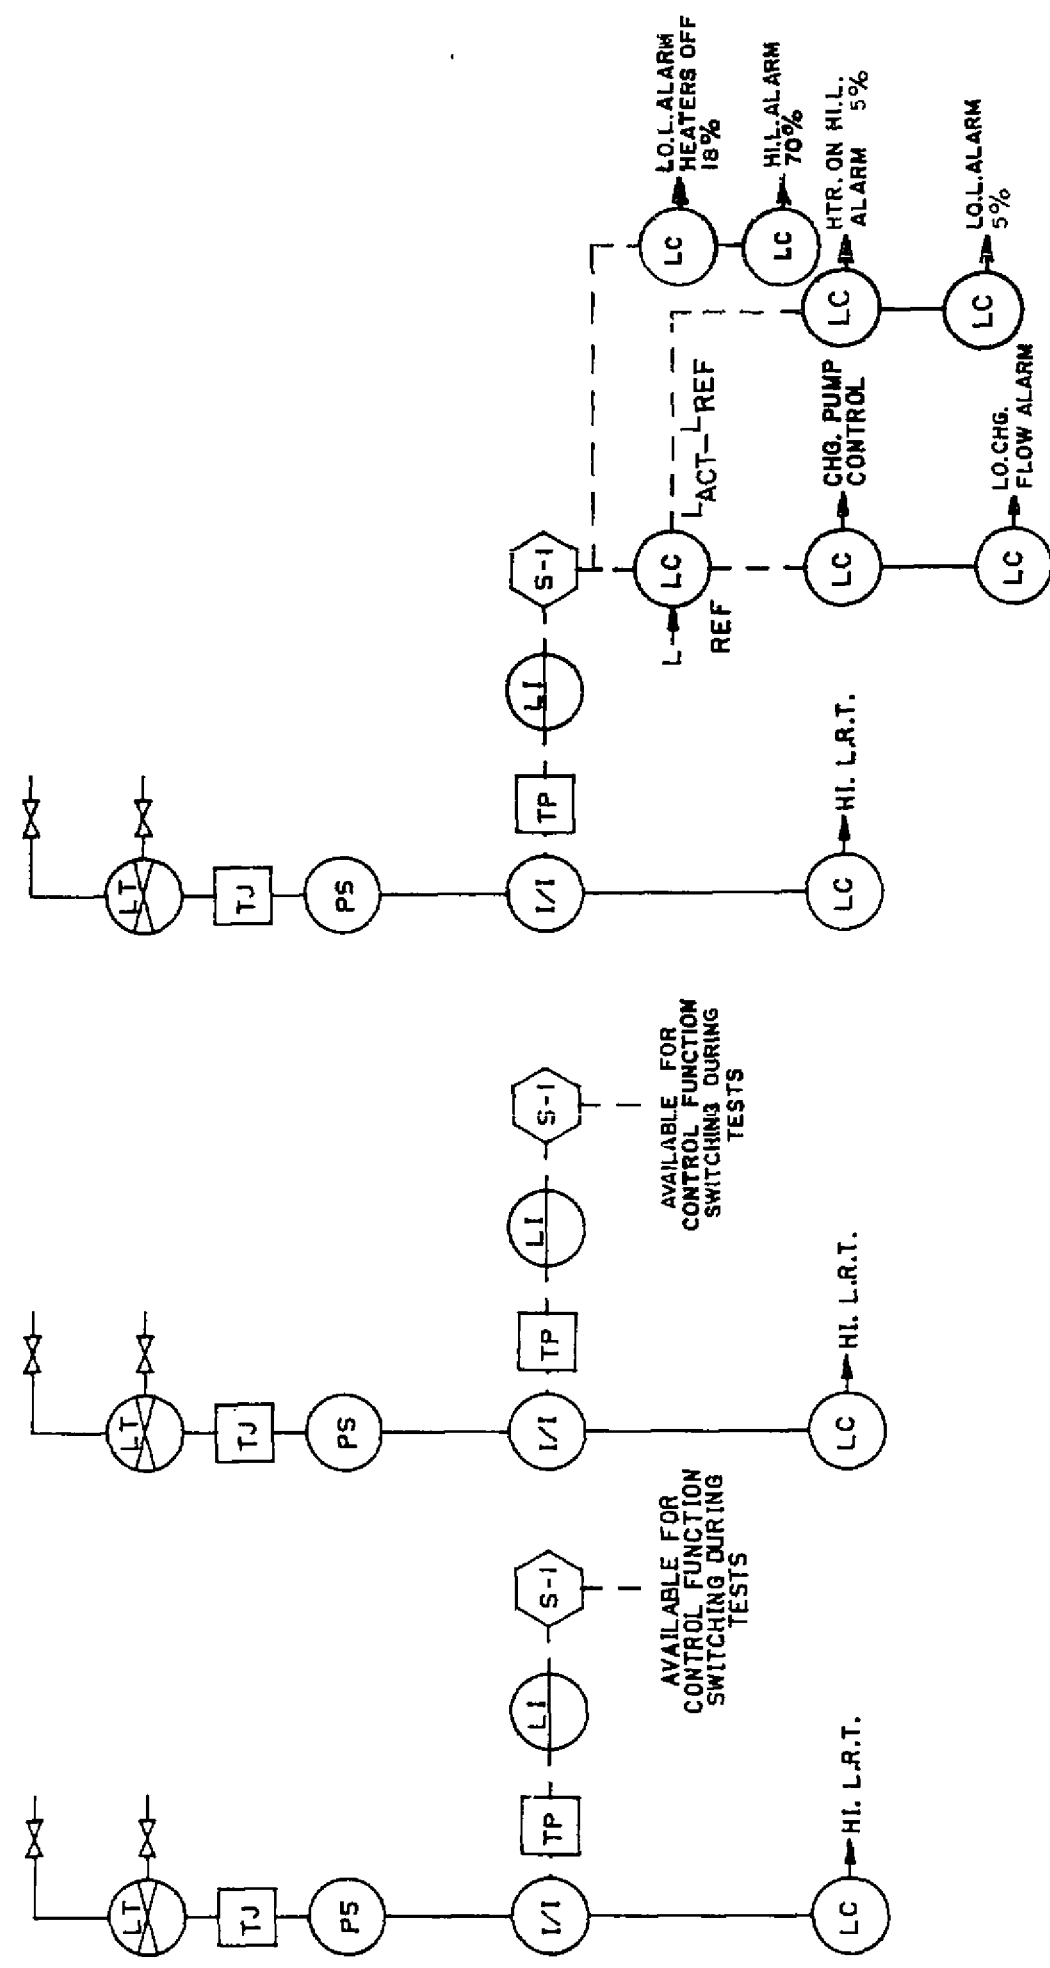 LT
TJ
PS
I/I
TP
LI
S-1
AVAILABLE FOR
CONTROL FUNCTION
SWITCHING DURING
TESTS
LC
HI. L.R.T.
LT
TJ
PS
I/I
TP
LI
S-1
AVAILABLE FOR
CONTROL FUNCTION
SWITCHING DURING
TESTS
LC
HI. L.R.T.
LT
TJ
PS
I/I
TP
LI
S-1
LC
HI. L.R.T.
L
REF
LC
LACT-LREF
LC
LO.L.ALARM
HEATERS OFF
18%
LC
HI.L.ALARM
70%
LC
CHG. PUMP
CONTROL
LC
HTR. ON HI.L.
ALARM 5%
LC
LO.CHG.
FLOW ALARM
LC
LO.L.ALARM
5%